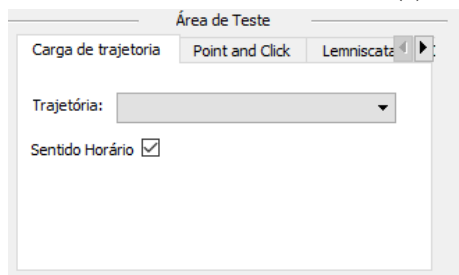 Área de Teste
Carga de trajetoria Point and Click Lemniscata
Trajetória:
Sentido Horário